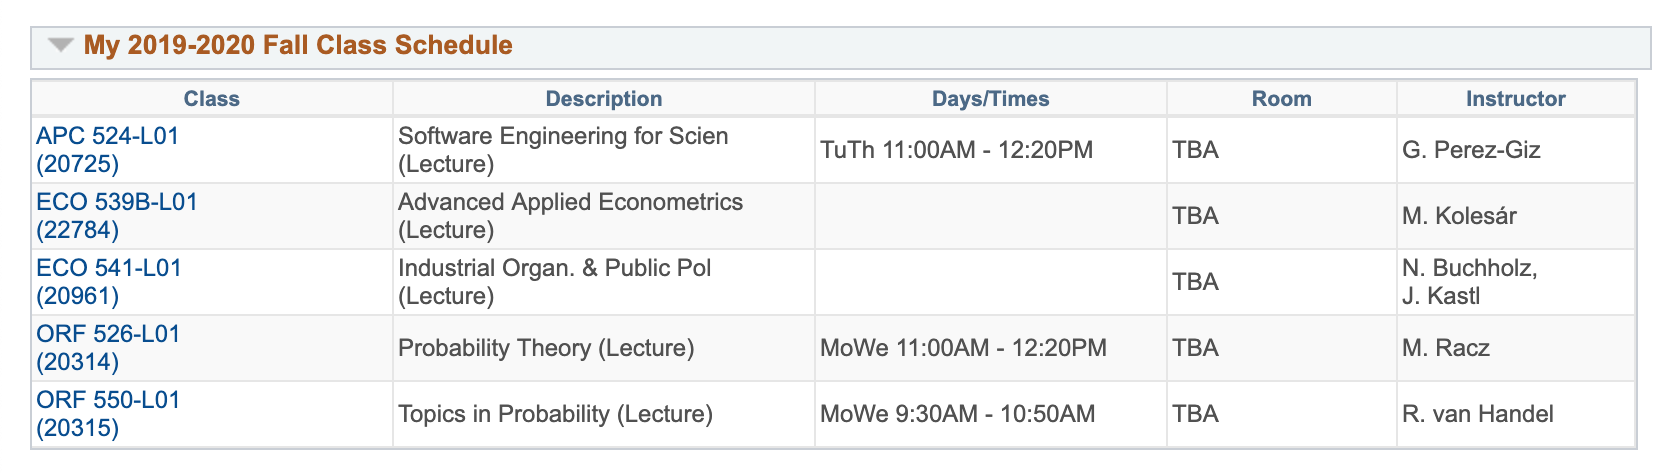 My 2019-2020 Fall Class Schedule
Class Description Days/Times Room Instructor
APC 524-L01
(20725)
Software Engineering for Scien
(Lecture)
TuTh 11:00AM - 12:20PM
TBA
G. Perez-Giz
ECO 539B-L01
(22784)
Advanced Applied Econometrics
(Lecture)
TBA
M. Kolesár
ECO 541-L01
(20961)
Industrial Organ. & Public Pol
(Lecture)
TBA
N. Buchholz,
J. Kastl
ORF 526-L01
(20314)
Probability Theory (Lecture)
MoWe 11:00AM - 12:20PM
TBA
M. Racz
ORF 550-L01
(20315)
Topics in Probability (Lecture)
MoWe 9:30AM - 10:50AM
TBA
R. van Handel